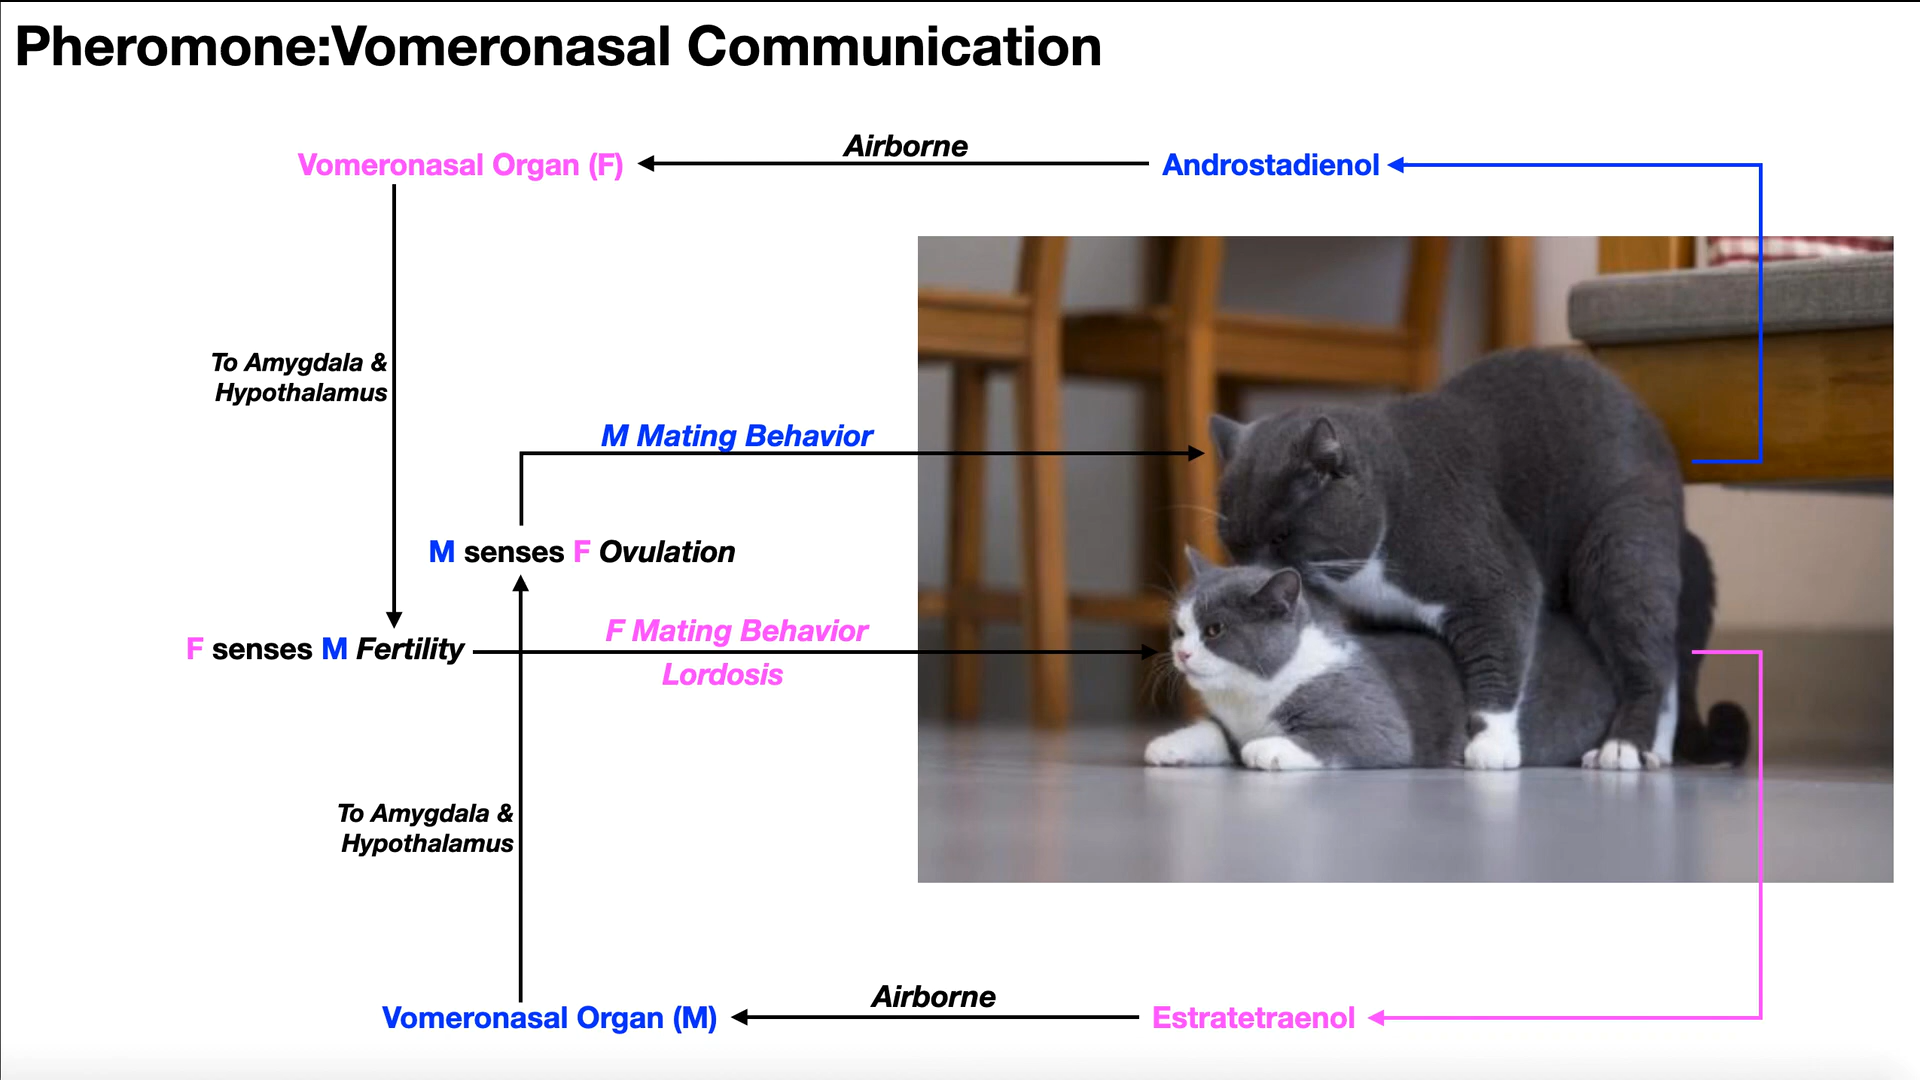 Pheromone:Vomeronasal Communication
Airborne
Vomeronasal Organ (F)
Androstadienol
To Amygdala &
Hypothalamus
M Mating Behavior
M senses F Ovulation
F Mating Behavior
F senses M Fertility
Lordosis
To Amygdala &
Hypothalamus
Airborne
Vomeronasal Organ (M)
Estratetraenol